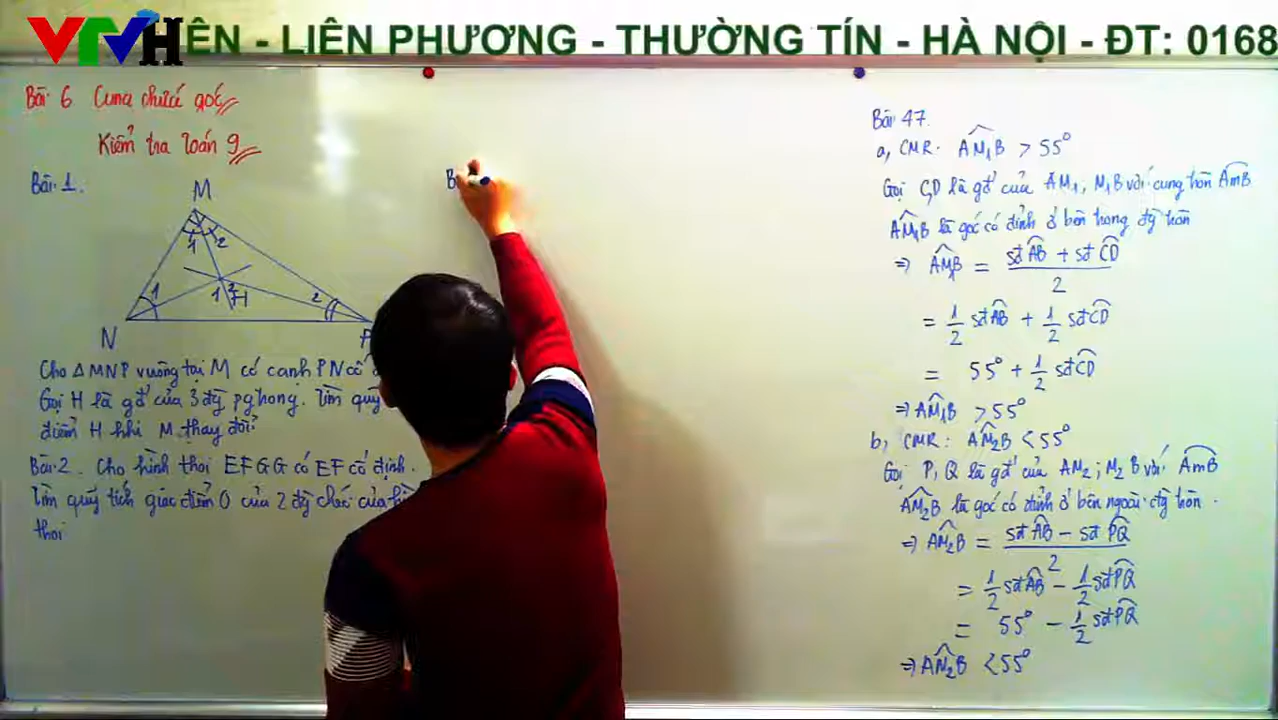 VTVH
ÊN - LIÊN PHƯƠNG - THƯỜNG TÍN - HÀ NỘI - ĐT: 0168
Bài 6 Cung chứa góc
Kiểm tra Toán 9
Bài 1.
M
1 2
1 1 2 H 2
N P
Cho △MNP vuông tại M có cạnh PN cố
Gọi H là gđ của 3 đg pg trong. Tìm quỹ
điểm H khi M thay đổi?
Bài 2. Cho hình thoi EFGG có EF cố định.
Tìm quỹ tích giao điểm O của 2 đg chéo của
thoi
B
Bài 47.
a, CMR: AM₁B > 55°
Gọi C,D là gđ của AM₁; M₁B với cung tròn AmB
AM₁B là góc có đỉnh ở bên trong đg tròn
⇒ AM₁B = sđ AB + sđ CD
2
= 1/2 sđ AB + 1/2 sđ CD
= 55° + 1/2 sđ CD
⇒ AM₁B > 55°
b, CMR: AM₂B < 55°
Gọi P, Q là gđ của AM₂; M₂B với AmB
AM₂B là góc có đỉnh ở bên ngoài đg tròn.
⇒ AM₂B = sđ AB - sđ PQ
2
= 1/2 sđ AB - 1/2 sđ PQ
= 55° - 1/2 sđ PQ
⇒ AM₂B < 55°